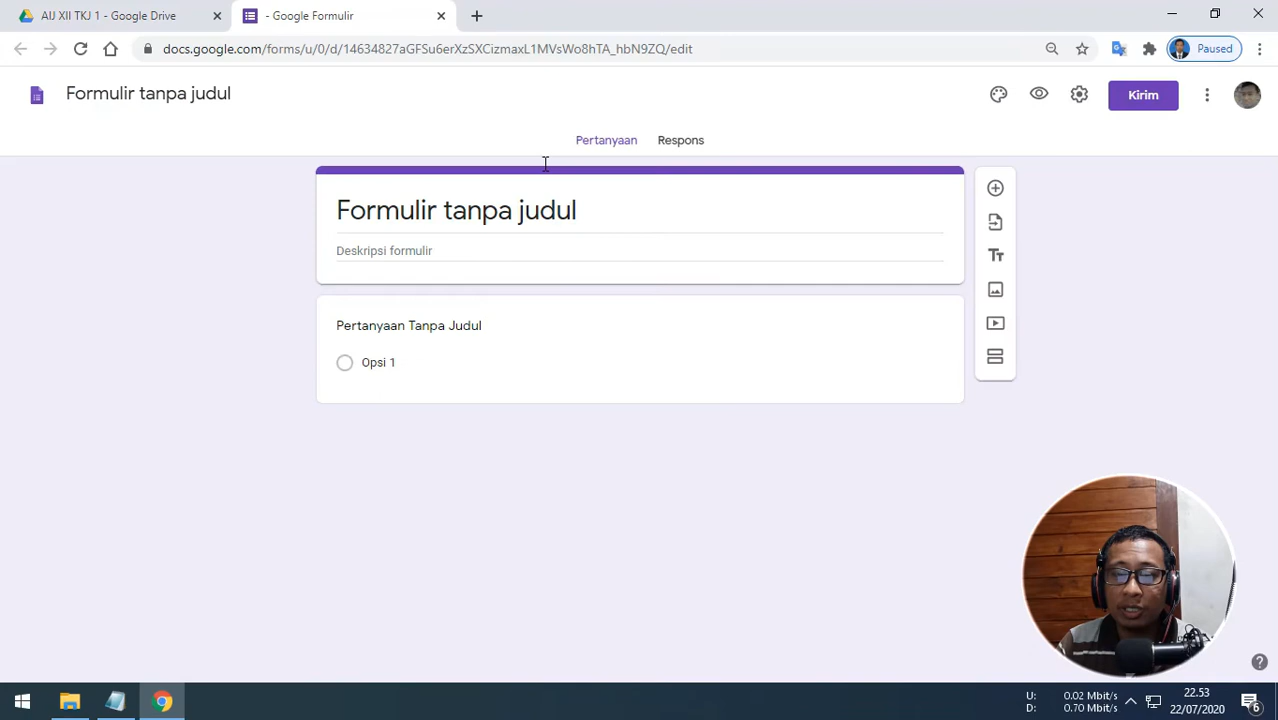 AIJ XII TKJ 1 - Google Drive
- Google Formulir
docs.google.com/forms/u/0/d/14634827aGFSu6erXzSXCizmaxL1MVsWo8hTA_hbN9ZQ/edit
Paused
Formulir tanpa judul
Kirim
Pertanyaan
Respons
Formulir tanpa judul
Deskripsi formulir
Pertanyaan Tanpa Judul
Opsi 1
U: 0.02 Mbit/s
D: 0.70 Mbit/s
22.53
22/07/2020
6